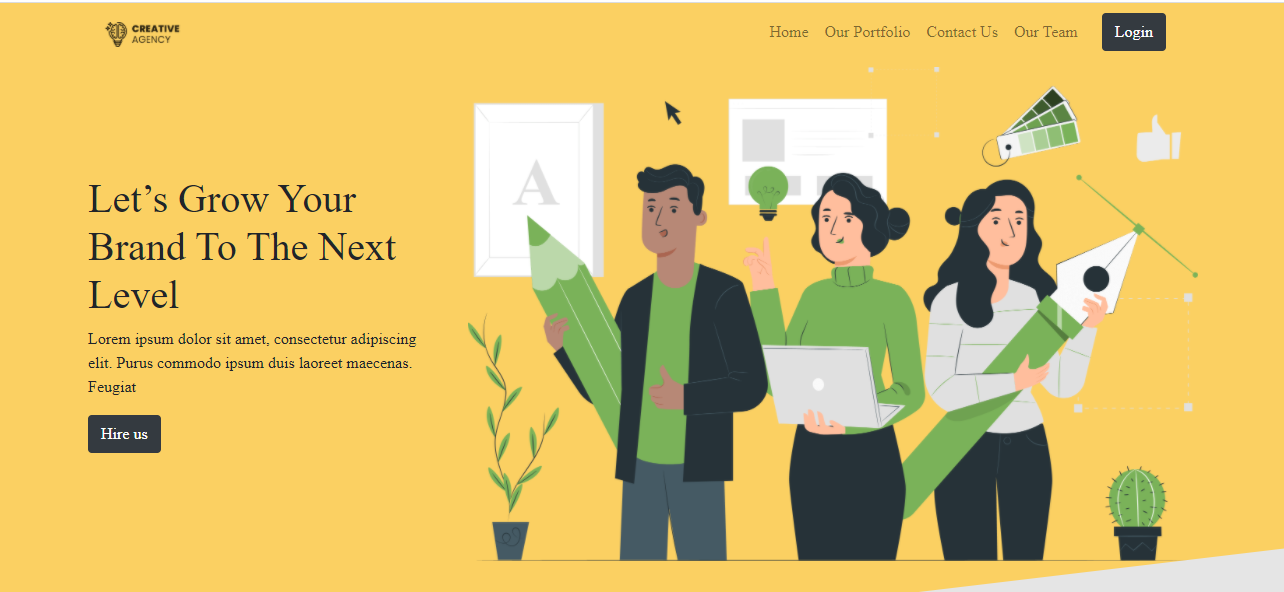 CREATIVE
AGENCY
Home Our Portfolio Contact Us Our Team Login
A
Let’s Grow Your
Brand To The Next
Level
Lorem ipsum dolor sit amet, consectetur adipiscing
elit. Purus commodo ipsum duis laoreet maecenas.
Feugiat
Hire us